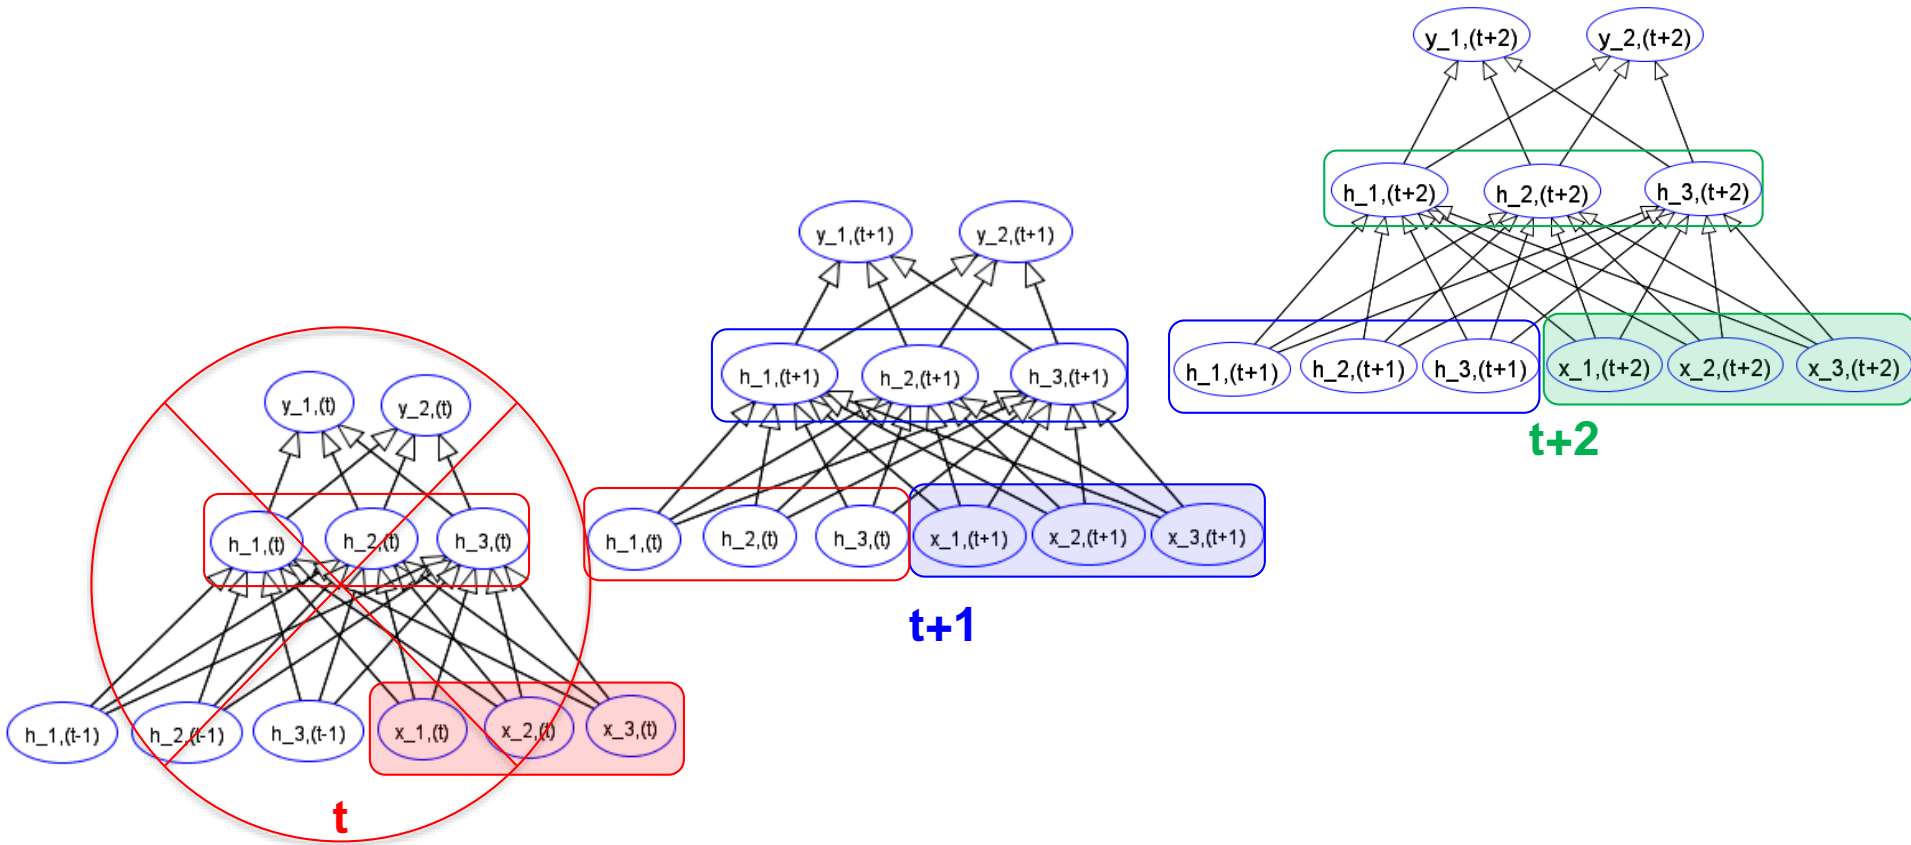 y_1,(t+2) y_2,(t+2)
h_1,(t+2) h_2,(t+2) h_3,(t+2)
h_1,(t+1) h_2,(t+1) h_3,(t+1) x_1,(t+2) x_2,(t+2) x_3,(t+2)
t+2
y_1,(t+1) y_2,(t+1)
h_1,(t+1) h_2,(t+1) h_3,(t+1)
h_1,(t) h_2,(t) h_3,(t) x_1,(t+1) x_2,(t+1) x_3,(t+1)
t+1
y_1,(t) y_2,(t)
h_1,(t) h_2,(t) h_3,(t)
h_1,(t-1) h_2,(t-1) h_3,(t-1) x_1,(t) x_2,(t) x_3,(t)
t